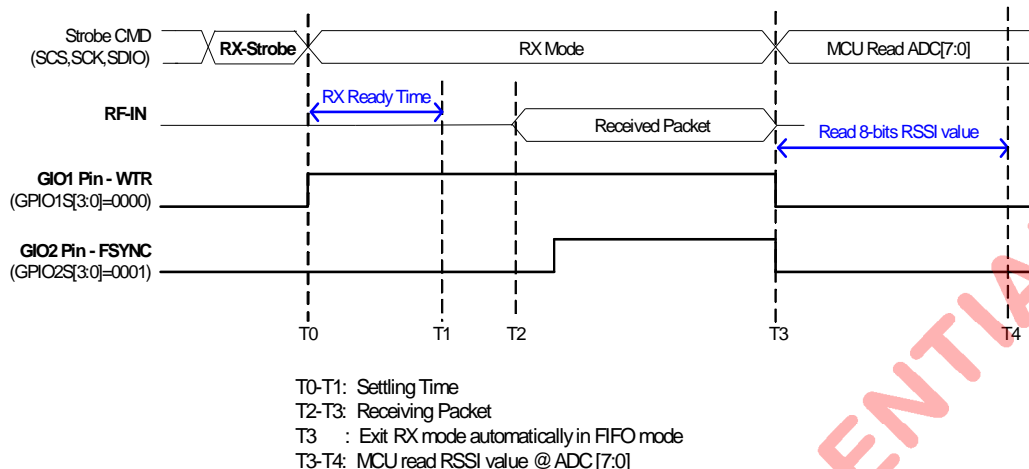 Strobe CMD
(SCS,SCK,SDIO)
RX-Strobe
RX Mode
MCU Read ADC[7:0]
RX Ready Time
RF-IN
Received Packet
Read 8-bits RSSI value
GIO1 Pin - WTR
(GPIO1S[3:0]=0000)
GIO2 Pin - FSYNC
(GPIO2S[3:0]=0001)
T0 T1 T2 T3 T4
T0-T1: Settling Time
T2-T3: Receiving Packet
T3 : Exit RX mode automatically in FIFO mode
T3-T4: MCU read RSSI value @ ADC [7:0]
ENTIA